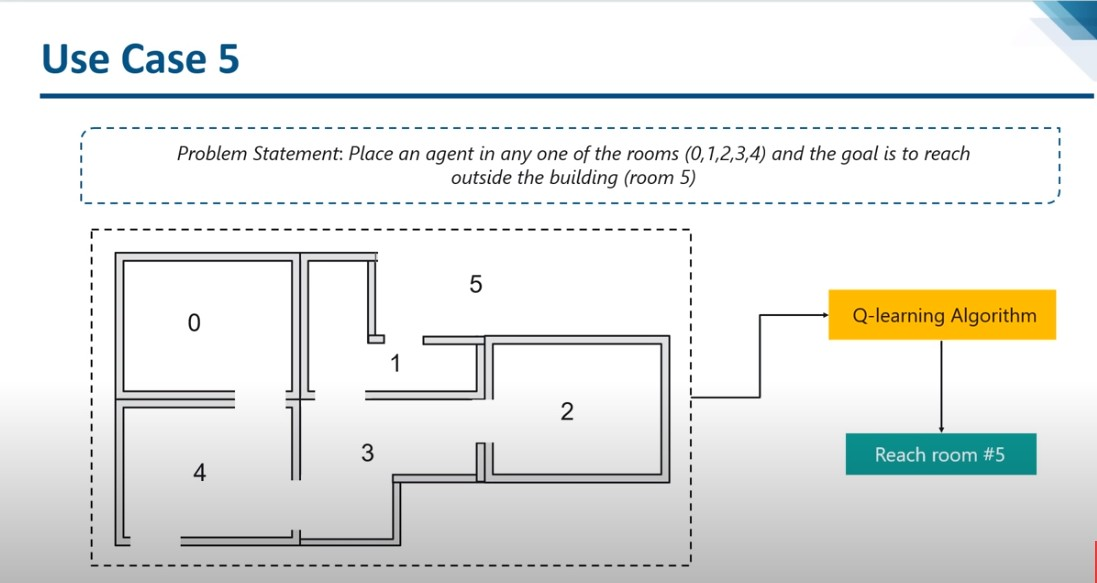 Use Case 5
Problem Statement: Place an agent in any one of the rooms (0,1,2,3,4) and the goal is to reach
outside the building (room 5)
5
0
1
2
3
4
Q-learning Algorithm
Reach room #5